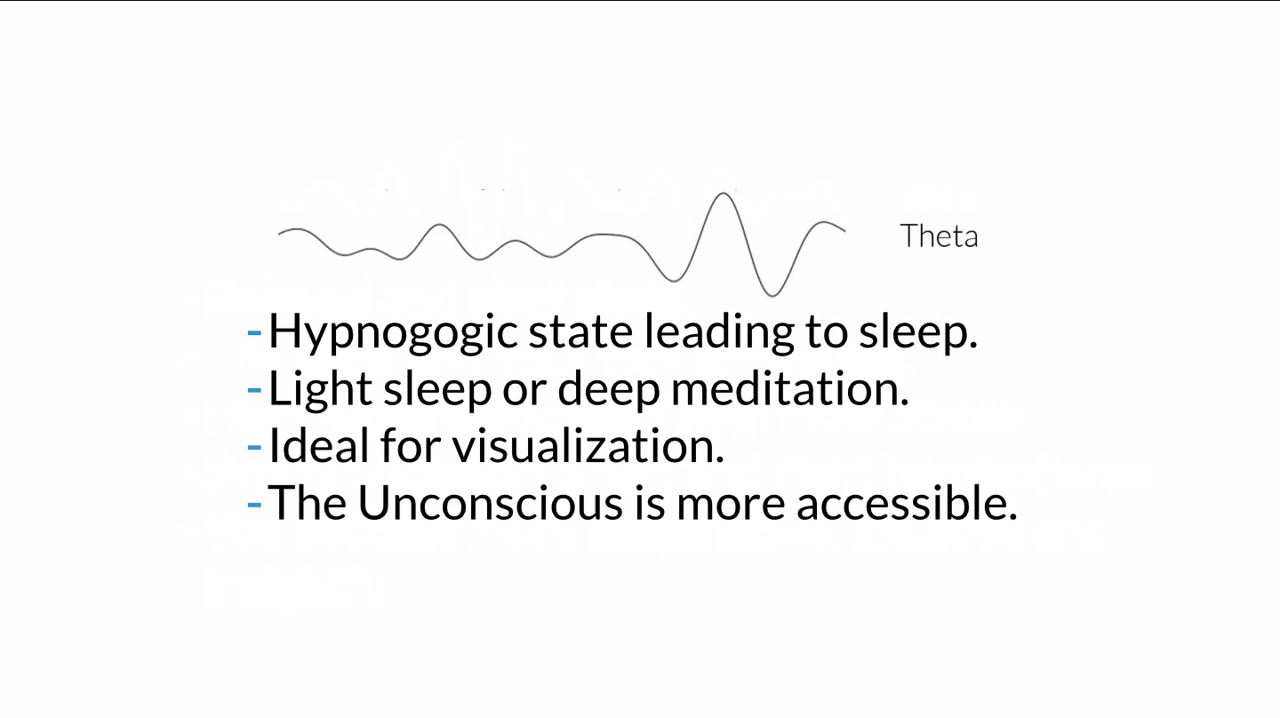 Theta
-Hypnogogic state leading to sleep.
-Light sleep or deep meditation.
-Ideal for visualization.
-The Unconscious is more accessible.